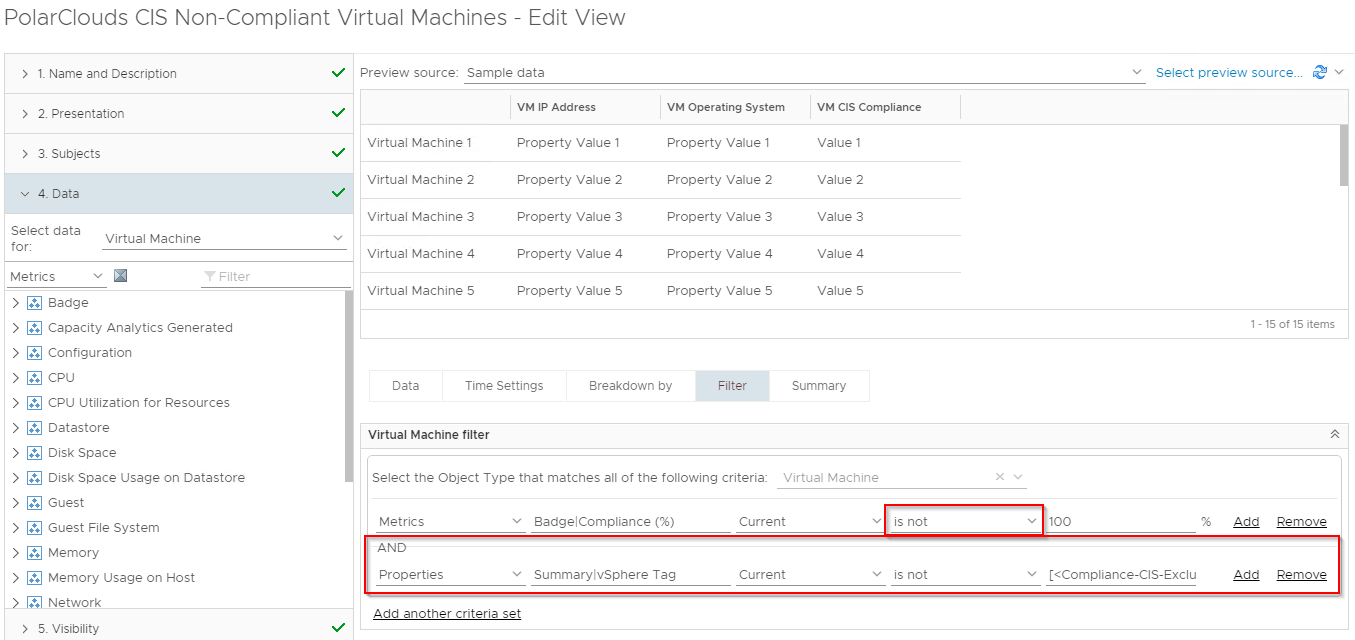 PolarClouds CIS Non-Compliant Virtual Machines - Edit View
1. Name and Description
2. Presentation
3. Subjects
4. Data
Select data for:
Virtual Machine
Metrics
Filter
Badge
Capacity Analytics Generated
Configuration
CPU
CPU Utilization for Resources
Datastore
Disk Space
Disk Space Usage on Datastore
Guest
Guest File System
Memory
Memory Usage on Host
Network
5. Visibility
Preview source: Sample data Select preview source...
VM IP Address VM Operating System VM CIS Compliance
Virtual Machine 1 Property Value 1 Property Value 1 Value 1
Virtual Machine 2 Property Value 2 Property Value 2 Value 2
Virtual Machine 3 Property Value 3 Property Value 3 Value 3
Virtual Machine 4 Property Value 4 Property Value 4 Value 4
Virtual Machine 5 Property Value 5 Property Value 5 Value 5
1 - 15 of 15 items
Data Time Settings Breakdown by Filter Summary
Virtual Machine filter
Select the Object Type that matches all of the following criteria: Virtual Machine
Metrics Badge|Compliance (%) Current is not 100 % Add Remove
AND
Properties Summary|vSphere Tag Current is not [<Compliance-CIS-Exclu Add Remove
Add another criteria set